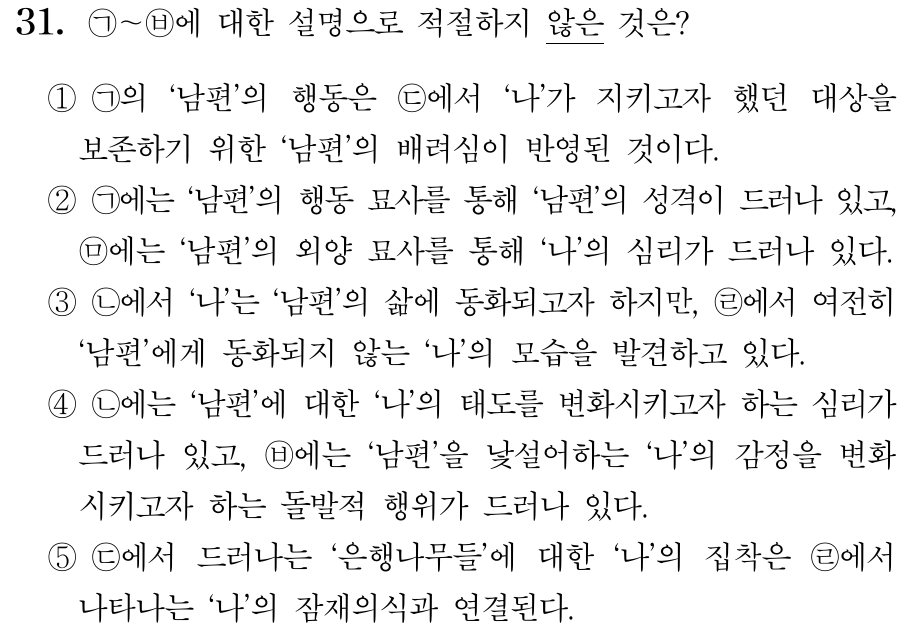 31. ㉠～㉥에 대한 설명으로 적절하지 않은 것은?
① ㉠의 ‘남편’의 행동은 ㉢에서 ‘나’가 지키고자 했던 대상을
보존하기 위한 ‘남편’의 배려심이 반영된 것이다.
② ㉠에는 ‘남편’의 행동 묘사를 통해 ‘남편’의 성격이 드러나 있고,
㉤에는 ‘남편’의 외양 묘사를 통해 ‘나’의 심리가 드러나 있다.
③ ㉡에서 ‘나’는 ‘남편’의 삶에 동화되고자 하지만, ㉣에서 여전히
‘남편’에게 동화되지 않는 ‘나’의 모습을 발견하고 있다.
④ ㉡에는 ‘남편’에 대한 ‘나’의 태도를 변화시키고자 하는 심리가
드러나 있고, ㉥에는 ‘남편’을 낯설어하는 ‘나’의 감정을 변화
시키고자 하는 돌발적 행위가 드러나 있다.
⑤ ㉢에서 드러나는 ‘은행나무들’에 대한 ‘나’의 집착은 ㉣에서
나타나는 ‘나’의 잠재의식과 연결된다.